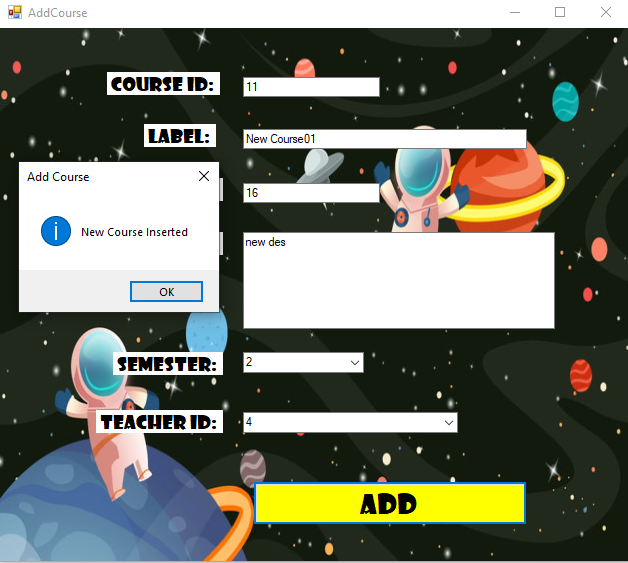 AddCourse
COURSE ID:
11
LABEL:
New Course01
Add Course
New Course Inserted
OK
16
new des
SEMESTER:
2
TEACHER ID:
4
ADD